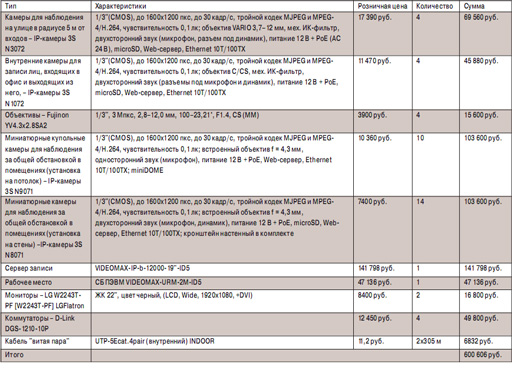 Тип Характеристики Розничная цена Количество Сумма
Камеры для наблюдения на улице в радиусе 5 м от входов – IP-камеры 3S N3072
1/3"(CMOS), до 1600х1200 пкс, до 30 кадр/с, тройной кодек MJPEG и MPEG-
4/H.264, чувствительность 0,1 лк; объектив VARIO 3,7–12 мм, мех. ИК-фильтр,
двусторонний звук (микрофон, разъем под динамик), питание 12 В + PoE (AC
24 В), microSD, Web-сервер, Ethernet 10T/100TX
17 390 руб. 4 69 560 руб.
Внутренние камеры для записи лиц, входящих в офис и выходящих из него, – IP-камеры 3S N1072
1/3"(CMOS), до 1600х1200 пкс, до 30 кадр/с, тройной кодек MJPEG и MPEG-
4/H.264, чувствительность 0,1 лк; объектив C/CS, мех. ИК-фильтр,
двусторонний звук (разъемы под микрофон и динамик), питание 12 В + PoE,
microSD, Web-сервер, Ethernet 10T/100TX
11 470 руб. 4 45 880 руб.
Объективы – Fujinon YV4.3x2.8SA2
1/3", 3 Мпкс, 2,8–12,0 мм, 100–23,21°, F1.4, CS (MM)
3900 руб. 4 15 600 руб.
Миниатюрные купольные камеры для наблюдения за общей обстановкой в помещениях (установка на потолок) – IP-камеры 3S N9071
1/3"(CMOS), до 1600х1200 пкс, до 30 кадр/с, тройной кодек MJPEG и MPEG-
4/H.264, чувствительность 0,1 лк; встроенный объектив f = 4,3 мм,
односторонний звук (микрофон), питание 12 В + PoE, Web-сервер, Ethernet
10T/100TX; miniDOME
10 360 руб. 10 103 600 руб.
Миниатюрные камеры для наблюдения за общей обстановкой в помещениях (установка на стены) –IP-камеры 3S N8071
1/3"(CMOS), до 1600х1200 пкс, до 30 кадр/с, тройной кодек MJPEG и MPEG-
4/H.264, чувствительность 0,1 лк; встроенный объектив f = 4,3 мм,
двусторонний звук (микрофон, динамик), питание 12 В + PoE, microSD, Web-
сервер, Ethernet 10T/100TX; кронштейн настенный в комплекте
7400 руб. 14 103 600 руб.
Сервер записи VIDEOMAX-IP-b-12000-19"-ID5 141 798 руб. 1 141 798 руб.
Рабочее место СБ ПЭВМ VIDEOMAX-URM-2M-ID5 47 136 руб. 1 47 136 руб.
Мониторы – LG W2243T-PF [W2243T-PF] LGFlatron
ЖК 22", цвет черный, (LCD, Wide, 1920x1080, +DVI)
8400 руб. 2 16 800 руб.
Коммутаторы – D-Link DGS-1210-10P
12 450 руб. 4 49 800 руб.
Кабель "витая пара" UTP-5Ecat.4pair (внутренний) INDOOR 11,2 руб. 2х305 м 6832 руб.
Итого 600 606 руб.